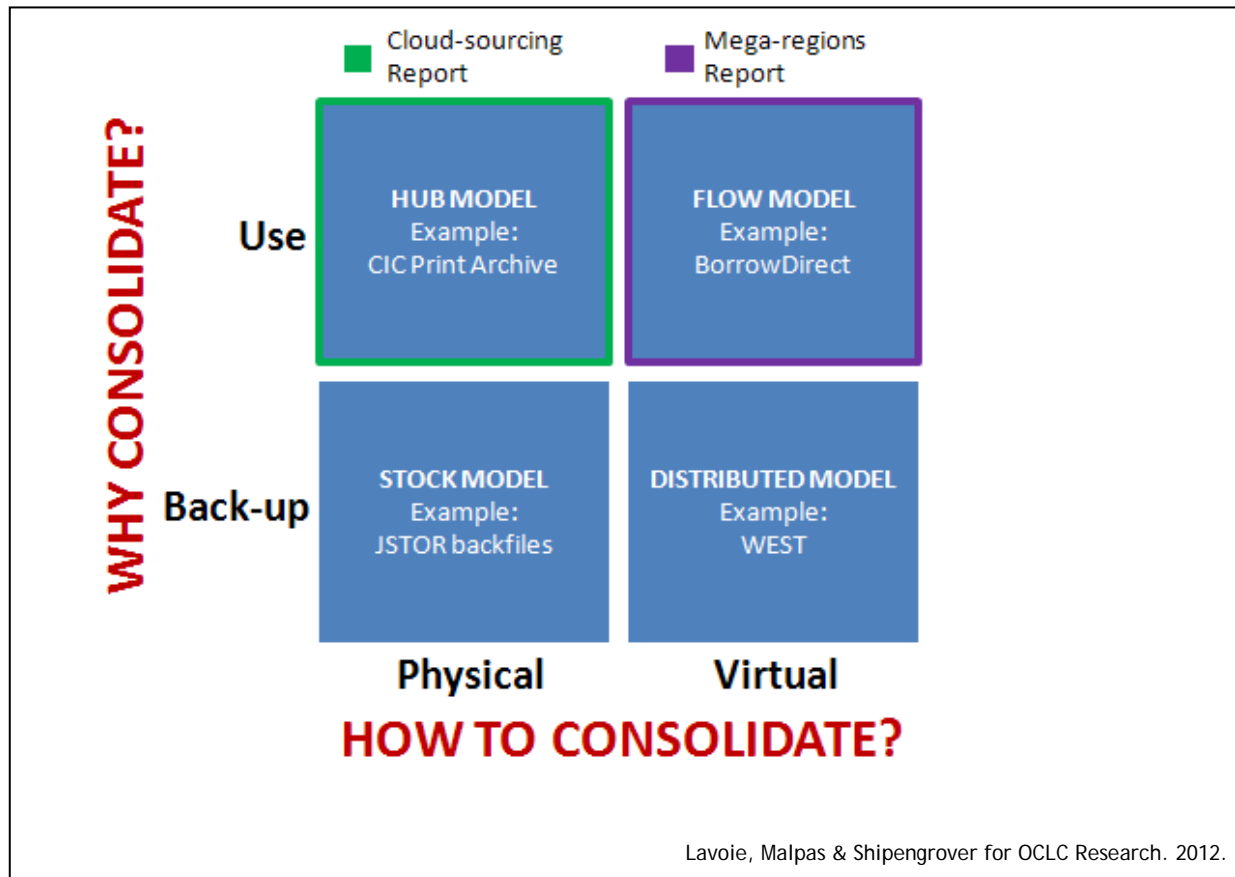 Cloud-sourcing
Report
Mega-regions
Report
WHY CONSOLIDATE?
Use
HUB MODEL
Example:
CIC Print Archive
FLOW MODEL
Example:
BorrowDirect
Back-up
STOCK MODEL
Example:
JSTOR backfiles
DISTRIBUTED MODEL
Example:
WEST
Physical
Virtual
HOW TO CONSOLIDATE?
Lavoie, Malpas & Shipengrover for OCLC Research. 2012.